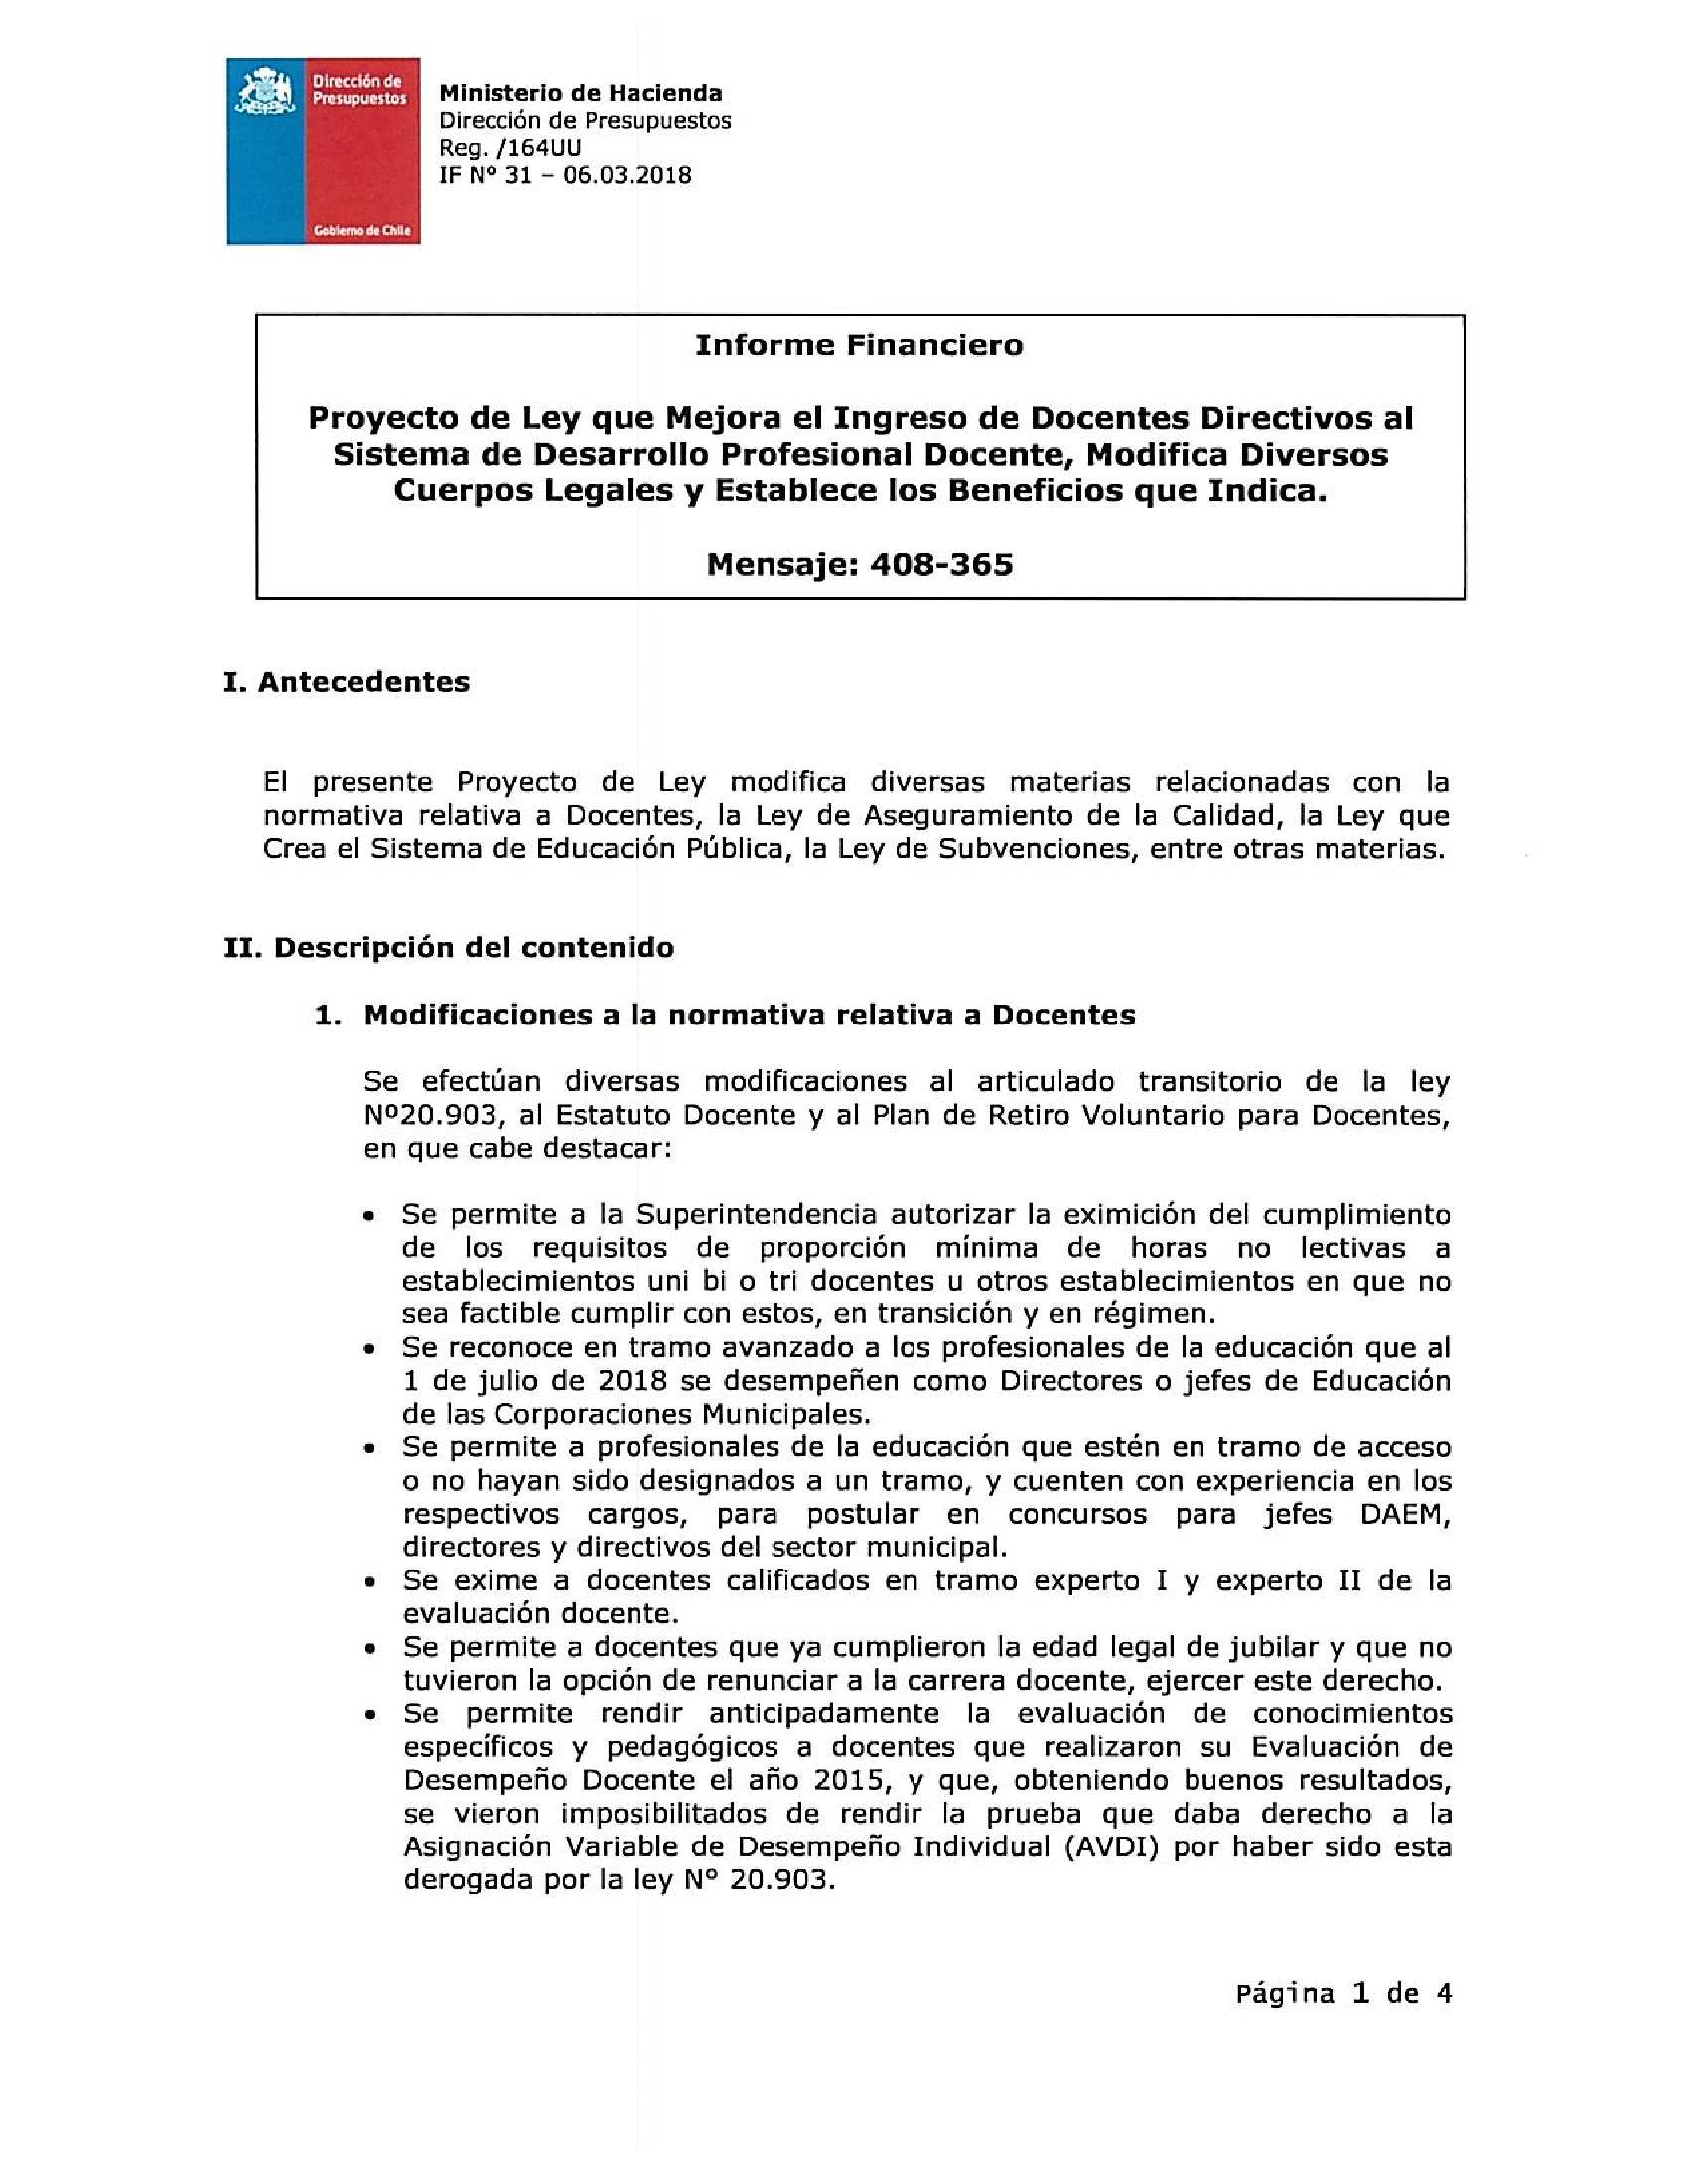 Dirección de
Presupuestos
Gobierno de Chile
Ministerio de Hacienda
Dirección de Presupuestos
Reg. /164UU
IF Nº 31 – 06.03.2018
Informe Financiero
Proyecto de Ley que Mejora el Ingreso de Docentes Directivos al
Sistema de Desarrollo Profesional Docente, Modifica Diversos
Cuerpos Legales y Establece los Beneficios que Indica.
Mensaje: 408-365
I. Antecedentes
El presente Proyecto de Ley modifica diversas materias relacionadas con la
normativa relativa a Docentes, la Ley de Aseguramiento de la Calidad, la Ley que
Crea el Sistema de Educación Pública, la Ley de Subvenciones, entre otras materias.
II. Descripción del contenido
1. Modificaciones a la normativa relativa a Docentes
Se efectúan diversas modificaciones al articulado transitorio de la ley
Nº20.903, al Estatuto Docente y al Plan de Retiro Voluntario para Docentes,
en que cabe destacar:
• Se permite a la Superintendencia autorizar la eximición del cumplimiento
de los requisitos de proporción mínima de horas no lectivas a
establecimientos uni bi o tri docentes u otros establecimientos en que no
sea factible cumplir con estos, en transición y en régimen.
• Se reconoce en tramo avanzado a los profesionales de la educación que al
1 de julio de 2018 se desempeñen como Directores o jefes de Educación
de las Corporaciones Municipales.
• Se permite a profesionales de la educación que estén en tramo de acceso
o no hayan sido designados a un tramo, y cuenten con experiencia en los
respectivos cargos, para postular en concursos para jefes DAEM,
directores y directivos del sector municipal.
• Se exime a docentes calificados en tramo experto I y experto II de la
evaluación docente.
• Se permite a docentes que ya cumplieron la edad legal de jubilar y que no
tuvieron la opción de renunciar a la carrera docente, ejercer este derecho.
• Se permite rendir anticipadamente la evaluación de conocimientos
específicos y pedagógicos a docentes que realizaron su Evaluación de
Desempeño Docente el año 2015, y que, obteniendo buenos resultados,
se vieron imposibilitados de rendir la prueba que daba derecho a la
Asignación Variable de Desempeño Individual (AVDI) por haber sido esta
derogada por la ley Nº 20.903.
Página 1 de 4